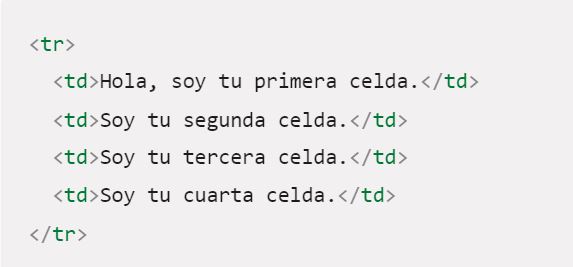 <tr>
<td>Hola, soy tu primera celda.</td>
<td>Soy tu segunda celda.</td>
<td>Soy tu tercera celda.</td>
<td>Soy tu cuarta celda.</td>
</tr>